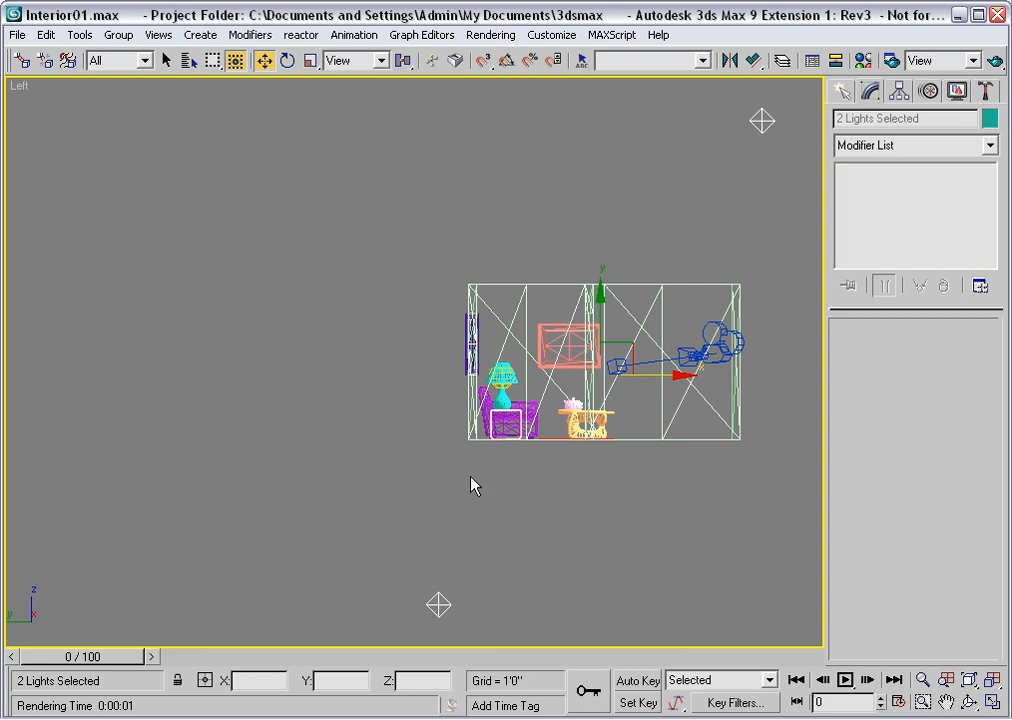 Interior01.max - Project Folder: C:\Documents and Settings\Admin\My Documents\3dsmax - Autodesk 3ds Max 9 Extension 1: Rev3 - Not for...
File Edit Tools Group Views Create Modifiers reactor Animation Graph Editors Rendering Customize MAXScript Help
All View ABC View
Left
2 Lights Selected
Modifier List
y
x
z
y x
0 / 100
2 Lights Selected X: Y: Z: Grid = 1'0" Auto Key Selected
Rendering Time 0:00:01 Add Time Tag Set Key Key Filters... 0